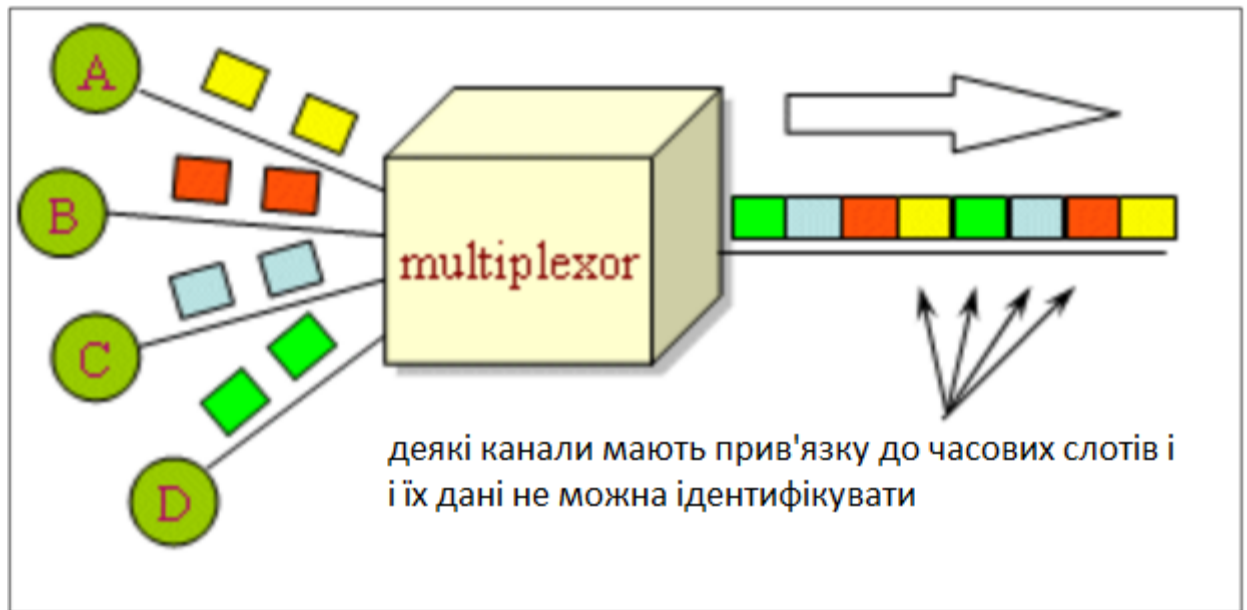 A
B
C
D
multiplexor
деякі канали мають прив'язку до часових слотів і
і їх дані не можна ідентифікувати